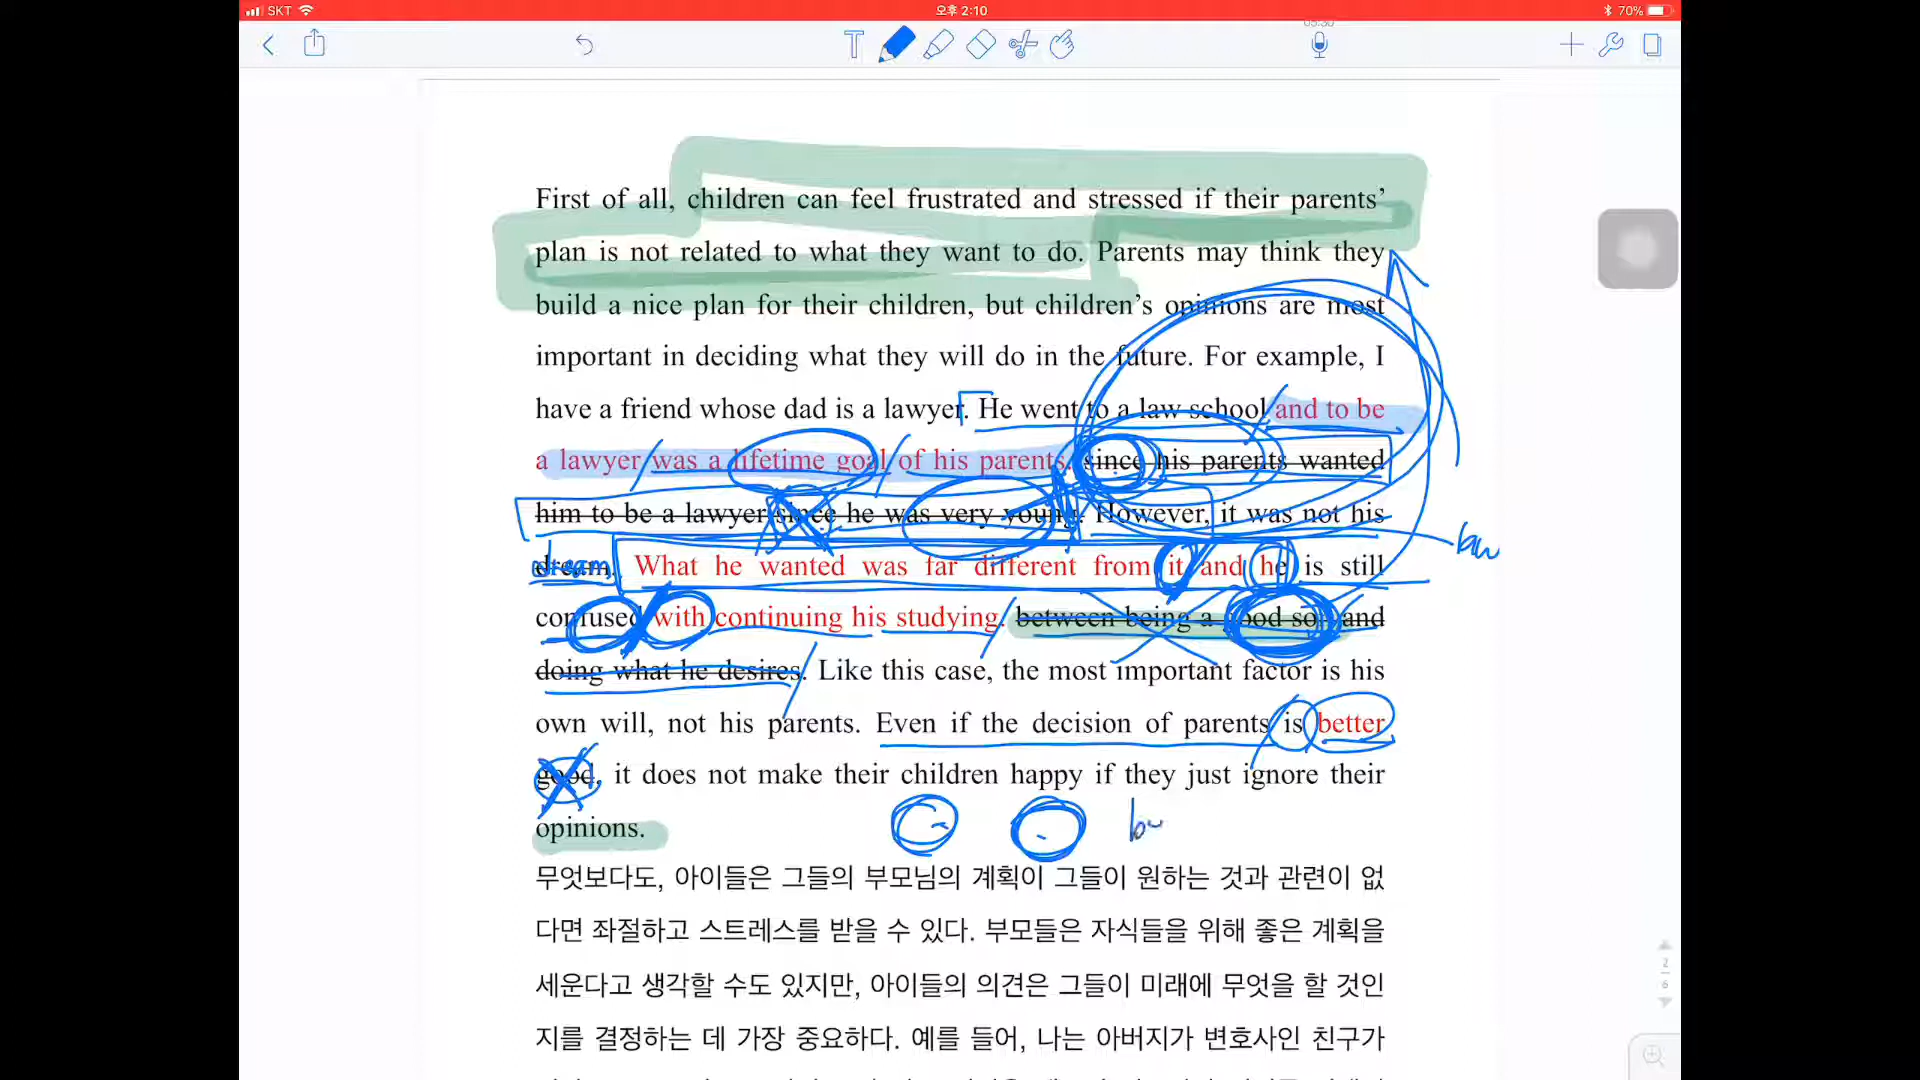 SKT
오후 2:10
70%
First of all, children can feel frustrated and stressed if their parents'
plan is not related to what they want to do. Parents may think they
build a nice plan for their children, but children's opinions are most
important in deciding what they will do in the future. For example, I
have a friend whose dad is a lawyer. He went to a law school and to be
a lawyer was a lifetime goal of his parents. since his parents wanted
him to be a lawyer since he was very young. However, it was not his
dream. What he wanted was far different from it and he is still
confused with continuing his studying. between being a good son and
doing what he desires. Like this case, the most important factor is his
own will, not his parents. Even if the decision of parents is better
good, it does not make their children happy if they just ignore their
opinions.
무엇보다도, 아이들은 그들의 부모님의 계획이 그들이 원하는 것과 관련이 없
다면 좌절하고 스트레스를 받을 수 있다. 부모들은 자식들을 위해 좋은 계획을
세운다고 생각할 수도 있지만, 아이들의 의견은 그들이 미래에 무엇을 할 것인
지를 결정하는 데 가장 중요하다. 예를 들어, 나는 아버지가 변호사인 친구가
2
6